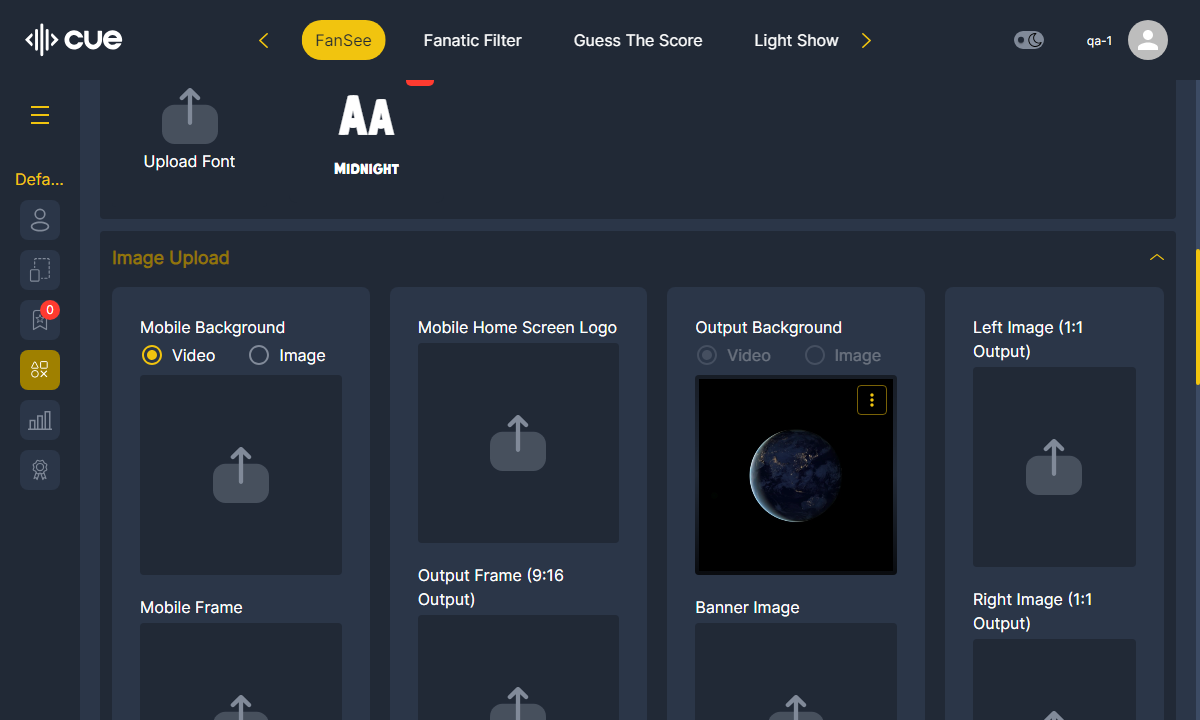 cue
FanSee
Fanatic Filter
Guess The Score
Light Show
qa-1
Defa...
0
Upload Font
AA
MIDNIGHT
Image Upload
Mobile Background
Video
Image
Mobile Frame
Mobile Home Screen Logo
Output Frame (9:16
Output)
Output Background
Video
Image
Banner Image
Left Image (1:1
Output)
Right Image (1:1
Output)